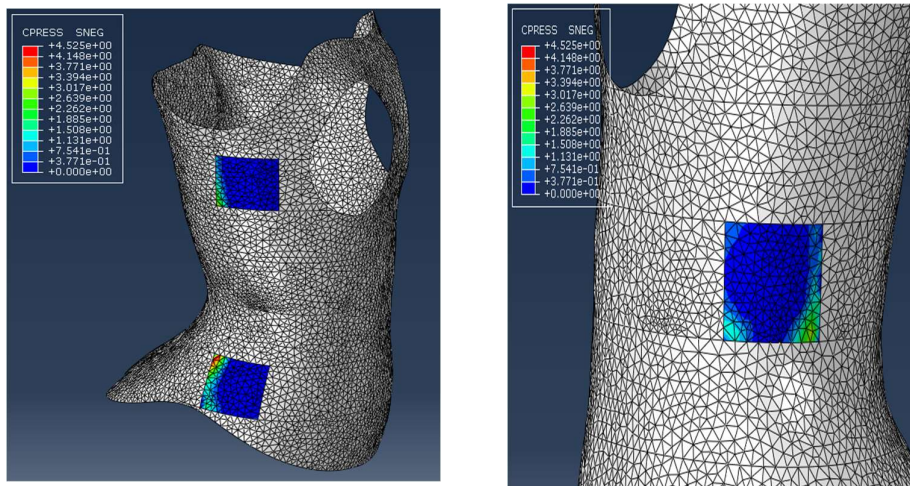 CPRESS SNEG
+4.525e+00
+4.148e+00
+3.771e+00
+3.394e+00
+3.017e+00
+2.639e+00
+2.262e+00
+1.885e+00
+1.508e+00
+1.131e+00
+7.541e-01
+3.771e-01
+0.000e+00
CPRESS SNEG
+4.525e+00
+4.148e+00
+3.771e+00
+3.394e+00
+3.017e+00
+2.639e+00
+2.262e+00
+1.885e+00
+1.508e+00
+1.131e+00
+7.541e-01
+3.771e-01
+0.000e+00